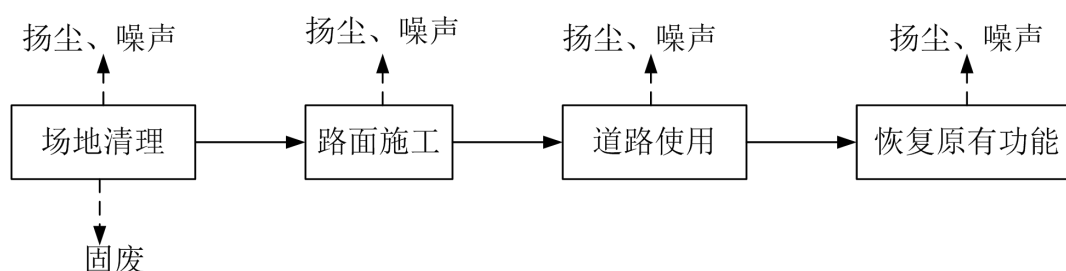 扬尘、噪声
扬尘、噪声
扬尘、噪声
扬尘、噪声
场地清理
路面施工
道路使用
恢复原有功能
固废